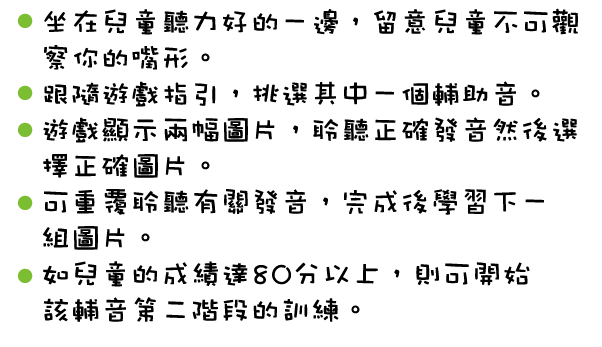 ● 坐在兒童聽力好的一邊，留意兒童不可觀
察你的嘴形。
● 跟隨遊戲指引，挑選其中一個輔助音。
● 遊戲顯示兩幅圖片，聆聽正確發音然後選
擇正確圖片。
● 可重覆聆聽有關發音，完成後學習下一
組圖片。
● 如兒童的成績達80分以上，則可開始
該輔音第二階段的訓練。